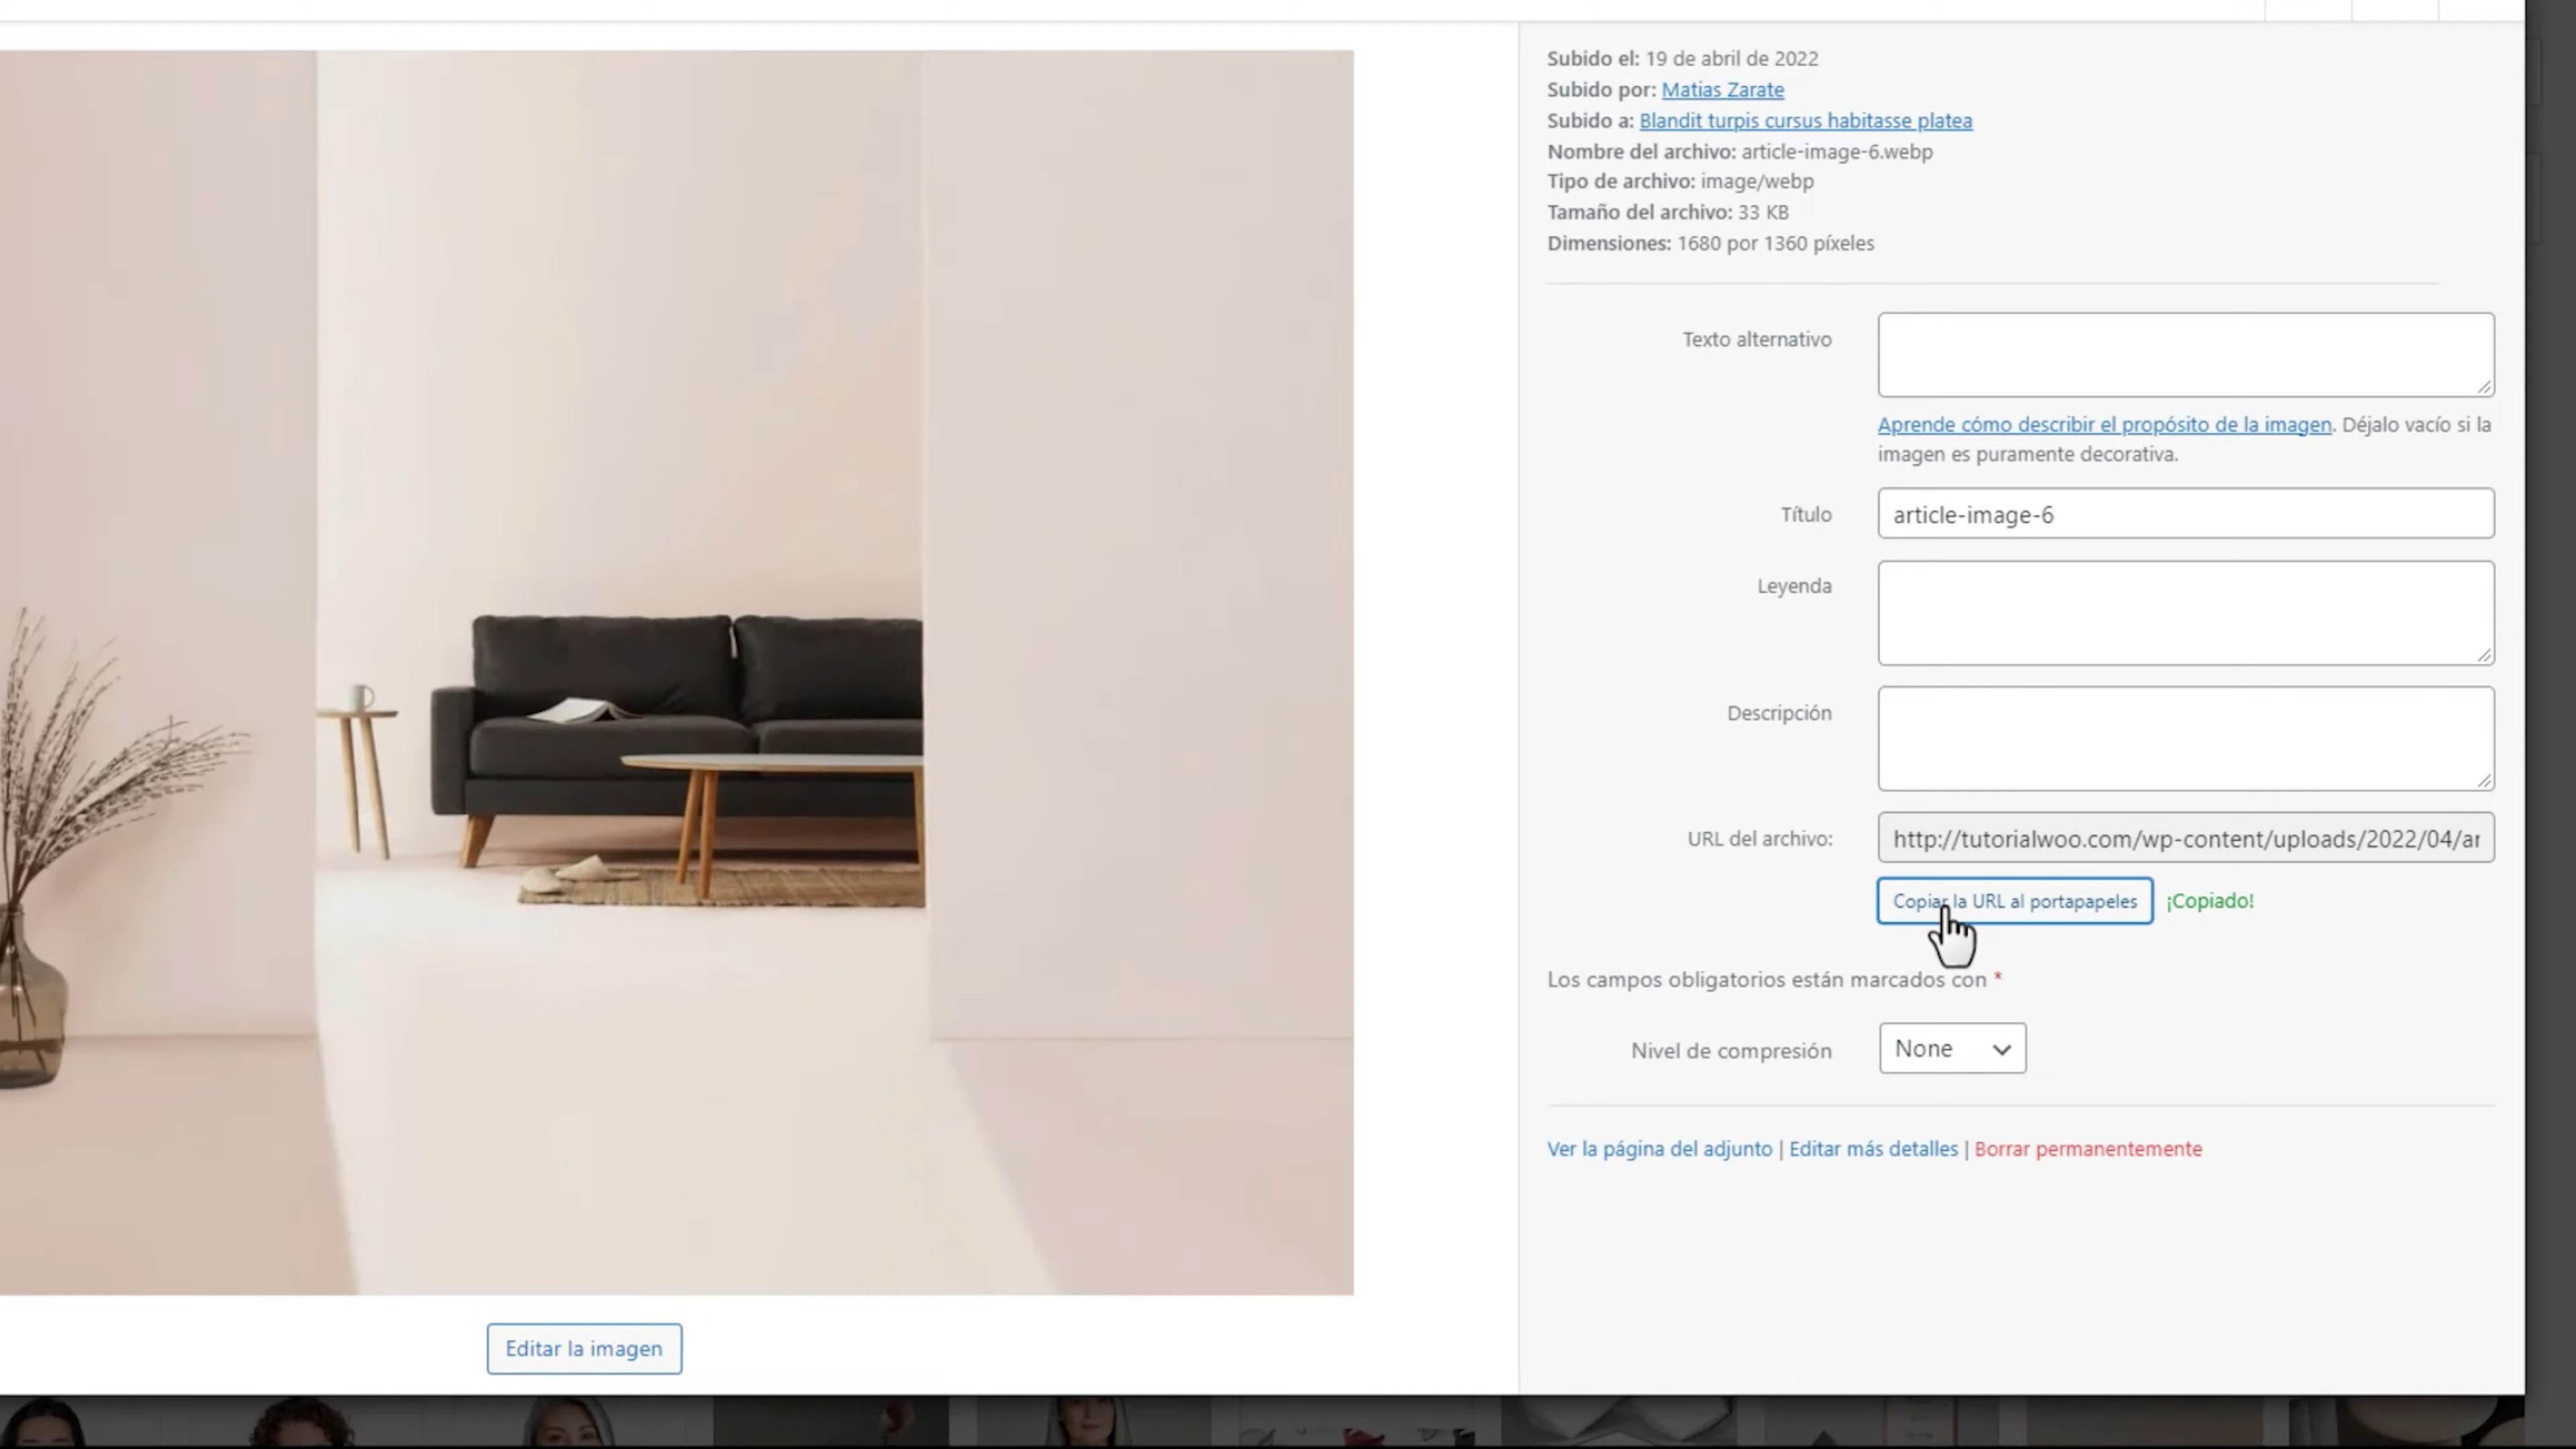 Subido el: 19 de abril de 2022
Subido por: Matias Zarate
Subido a: Blandit turpis cursus habitasse platea
Nombre del archivo: article-image-6.webp
Tipo de archivo: image/webp
Tamaño del archivo: 33 KB
Dimensiones: 1680 por 1360 píxeles
Texto alternativo
Aprende cómo describir el propósito de la imagen. Déjalo vacío si la
imagen es puramente decorativa.
Título article-image-6
Leyenda
Descripción
URL del archivo: http://tutorialwoo.com/wp-content/uploads/2022/04/ar
Copiar la URL al portapapeles ¡Copiado!
Los campos obligatorios están marcados con *
Nivel de compresión None
Ver la página del adjunto | Editar más detalles | Borrar permanentemente
Editar la imagen